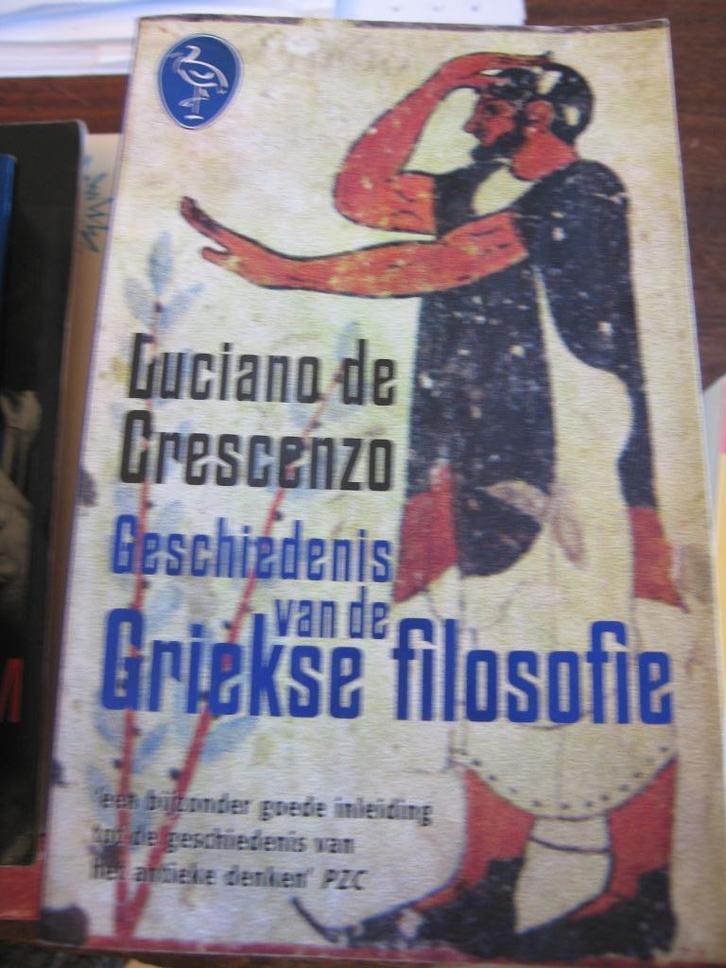 Luciano de
Crescenzo
Geschiedenis
van de
Griekse filosofie
'een bijzonder goede inleiding
tot de geschiedenis van
het antieke denken' PZC
M